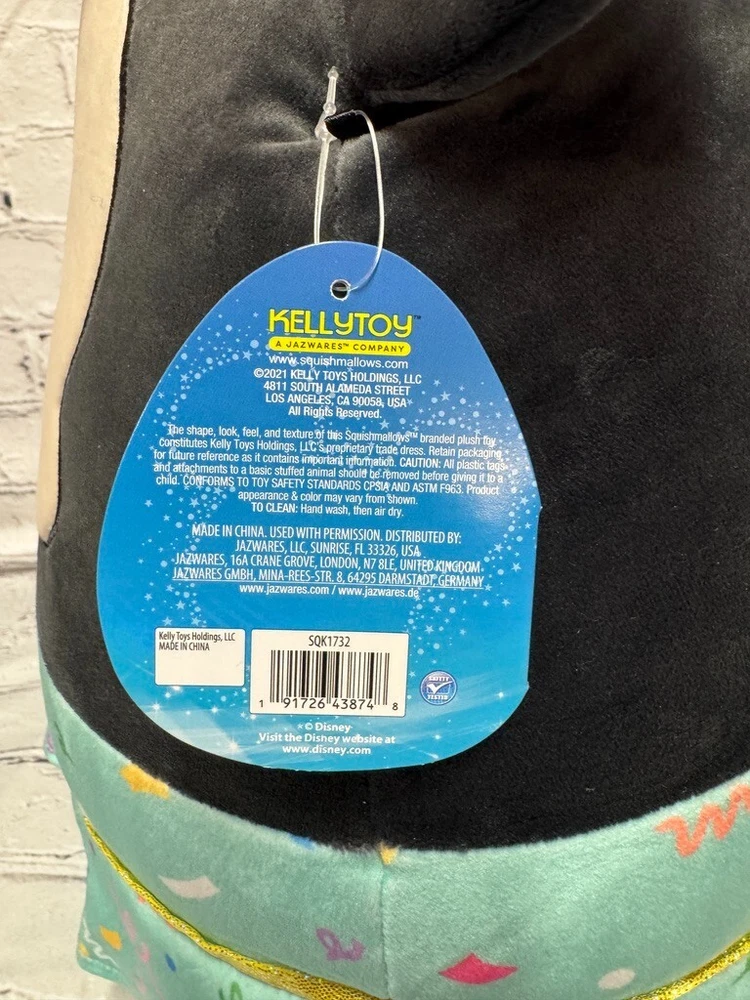 KELLYTOY™
A JAZWARES™ COMPANY
www.squishmallows.com
©2021 KELLY TOYS HOLDINGS, LLC
4811 SOUTH ALAMEDA STREET
LOS ANGELES, CA 90058, USA
All Rights Reserved.
The shape, look, feel, and texture of this Squishmallows™ branded plush toy
constitutes Kelly Toys Holdings, LLC's proprietary trade dress. Retain packaging
for future reference as it contains important information. CAUTION: All plastic tags
and attachments to a basic stuffed animal should be removed before giving it to a
child. CONFORMS TO TOY SAFETY STANDARDS CPSIA AND ASTM F963. Product
appearance & color may vary from shown.
TO CLEAN: Hand wash, then air dry.
MADE IN CHINA. USED WITH PERMISSION. DISTRIBUTED BY:
JAZWARES, LLC, SUNRISE, FL 33326, USA
JAZWARES, 16A CRANE GROVE, LONDON, N7 8LE, UNITED KINGDOM
JAZWARES GMBH, MINA-REES-STR. 8, 64295 DARMSTADT, GERMANY
www.jazwares.com / www.jazwares.de
Kelly Toys Holdings, LLC
MADE IN CHINA
SQK1732
1 91726 43874 8
SAFETY
TESTED
© Disney
Visit the Disney website at
www.disney.com